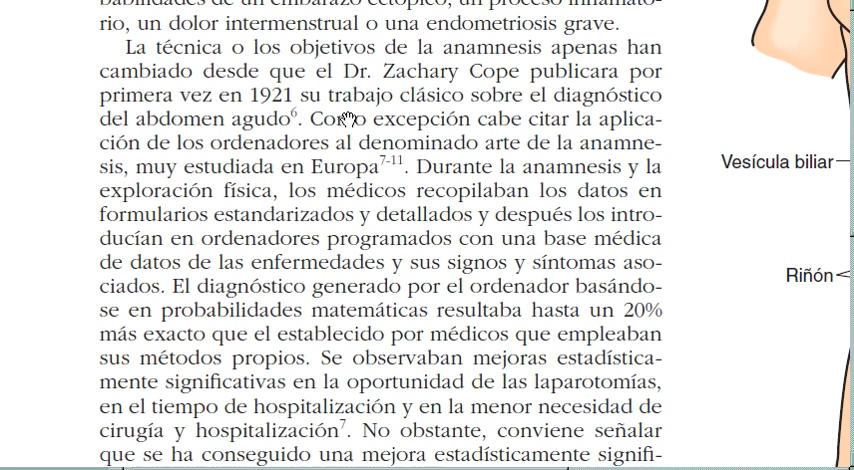 babilidades de un embarazo ectópico, un proceso inflamato-
rio, un dolor intermenstrual o una endometriosis grave.
La técnica o los objetivos de la anamnesis apenas han
cambiado desde que el Dr. Zachary Cope publicara por
primera vez en 1921 su trabajo clásico sobre el diagnóstico
del abdomen agudo6. Como excepción cabe citar la aplica-
ción de los ordenadores al denominado arte de la anamne-
sis, muy estudiada en Europa7-11. Durante la anamnesis y la
exploración física, los médicos recopilaban los datos en
formularios estandarizados y detallados y después los intro-
ducían en ordenadores programados con una base médica
de datos de las enfermedades y sus signos y síntomas aso-
ciados. El diagnóstico generado por el ordenador basándo-
se en probabilidades matemáticas resultaba hasta un 20%
más exacto que el establecido por médicos que empleaban
sus métodos propios. Se observaban mejoras estadística-
mente significativas en la oportunidad de las laparotomías,
en el tiempo de hospitalización y en la menor necesidad de
cirugía y hospitalización7. No obstante, conviene señalar
que se ha conseguido una mejora estadísticamente signifi-
Vesícula biliar
Riñón